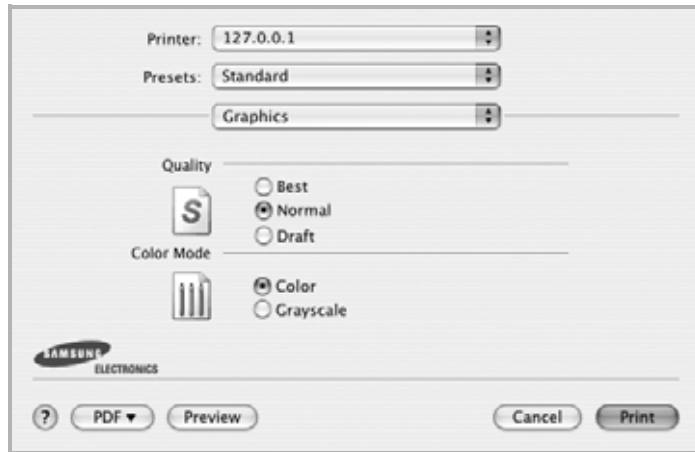 Printer: 127.0.0.1
Presets: Standard
Graphics
Quality
S
Best
Normal
Draft
Color Mode
Color
Grayscale
SAMSUNG
ELECTRONICS
? PDF ▼ Preview Cancel Print